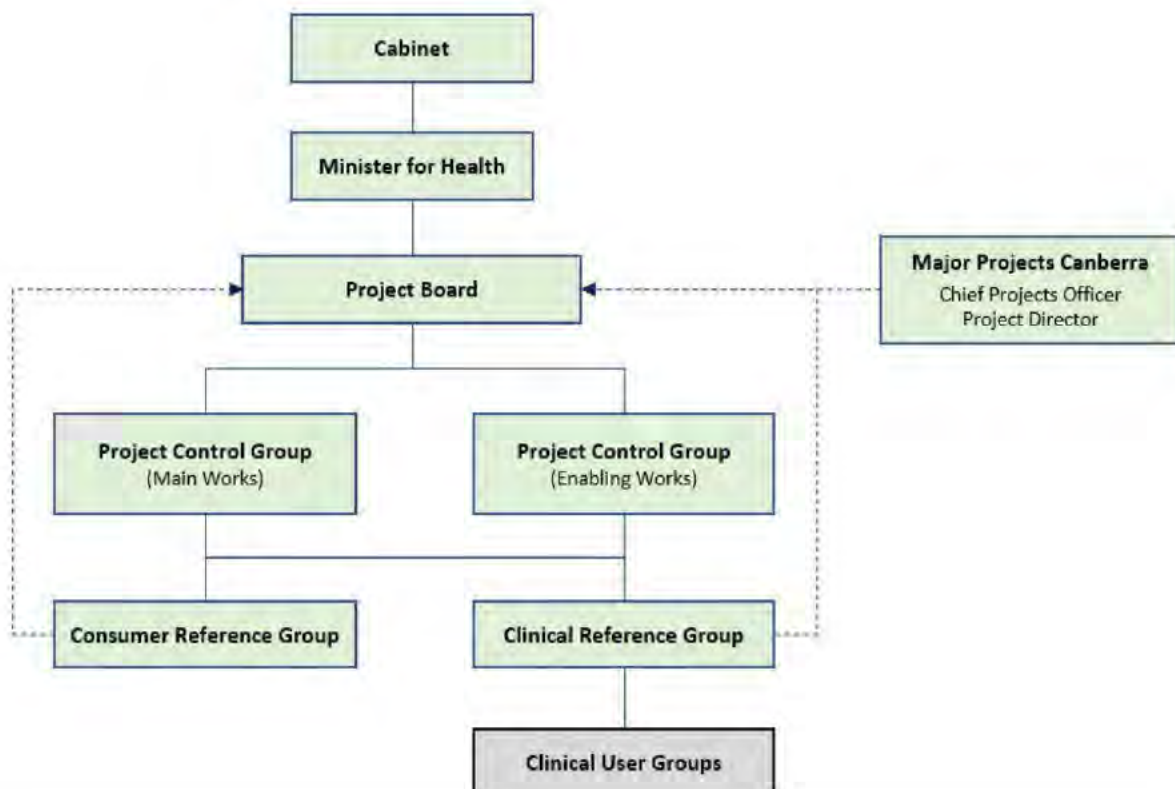 Cabinet
Minister for Health
Project Board
Major Projects Canberra
Chief Projects Officer
Project Director
Project Control Group
(Main Works)
Project Control Group
(Enabling Works)
Consumer Reference Group
Clinical Reference Group
Clinical User Groups